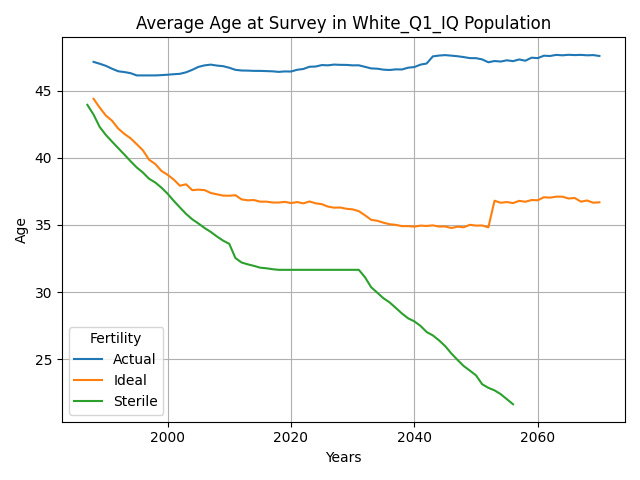 Average Age at Survey in White_Q1_IQ Population
Age
45
40
35
30
25
Fertility
Actual
Ideal
Sterile
2000
2020
2040
2060
Years